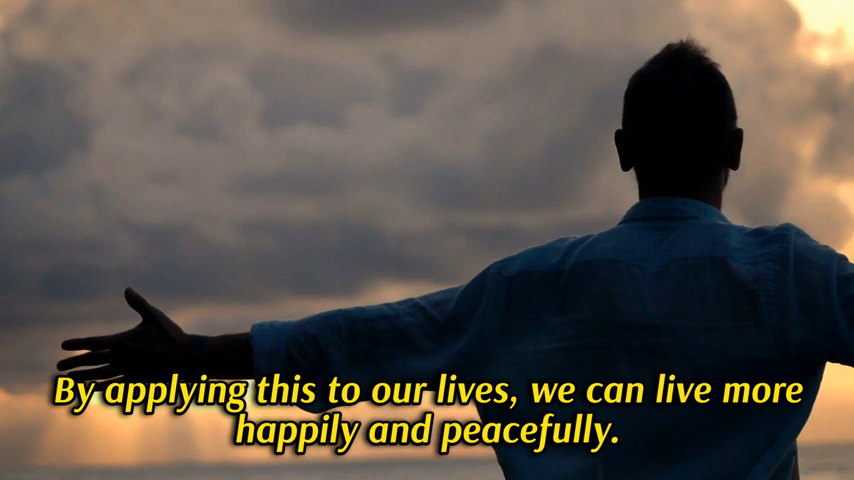 By applying this to our lives, we can live more
happily and peacefully.